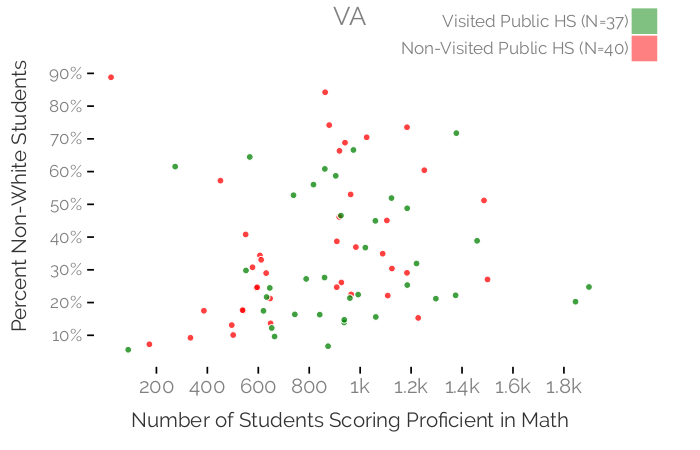 VA
Visited Public HS (N=37)
Non-Visited Public HS (N=40)
Percent Non-White Students
90%
80%
70%
60%
50%
40%
30%
20%
10%
200 400 600 800 1k 1.2k 1.4k 1.6k 1.8k
Number of Students Scoring Proficient in Math